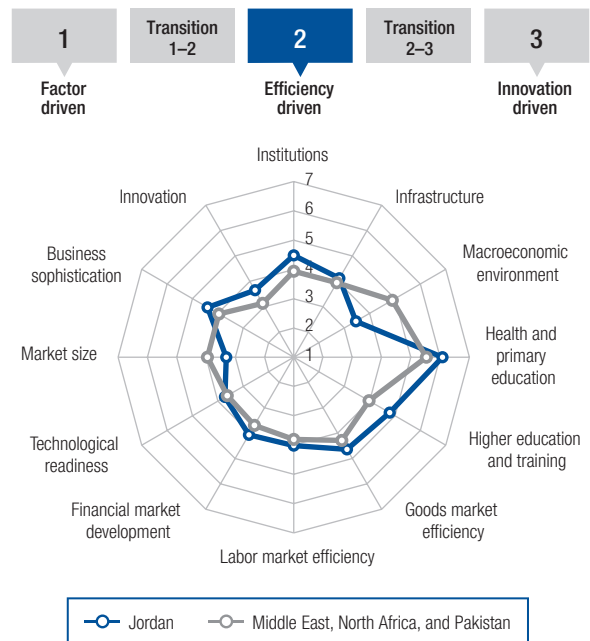 1
Transition
1–2
2
Transition
2–3
3
Factor
driven
Efficiency
driven
Innovation
driven
Institutions
Infrastructure
Macroeconomic
environment
Health and
primary
education
Higher education
and training
Goods market
efficiency
Labor market efficiency
Financial market
development
Technological
readiness
Market size
Business
sophistication
Innovation
7
6
5
4
3
2
1
Jordan
Middle East, North Africa, and Pakistan